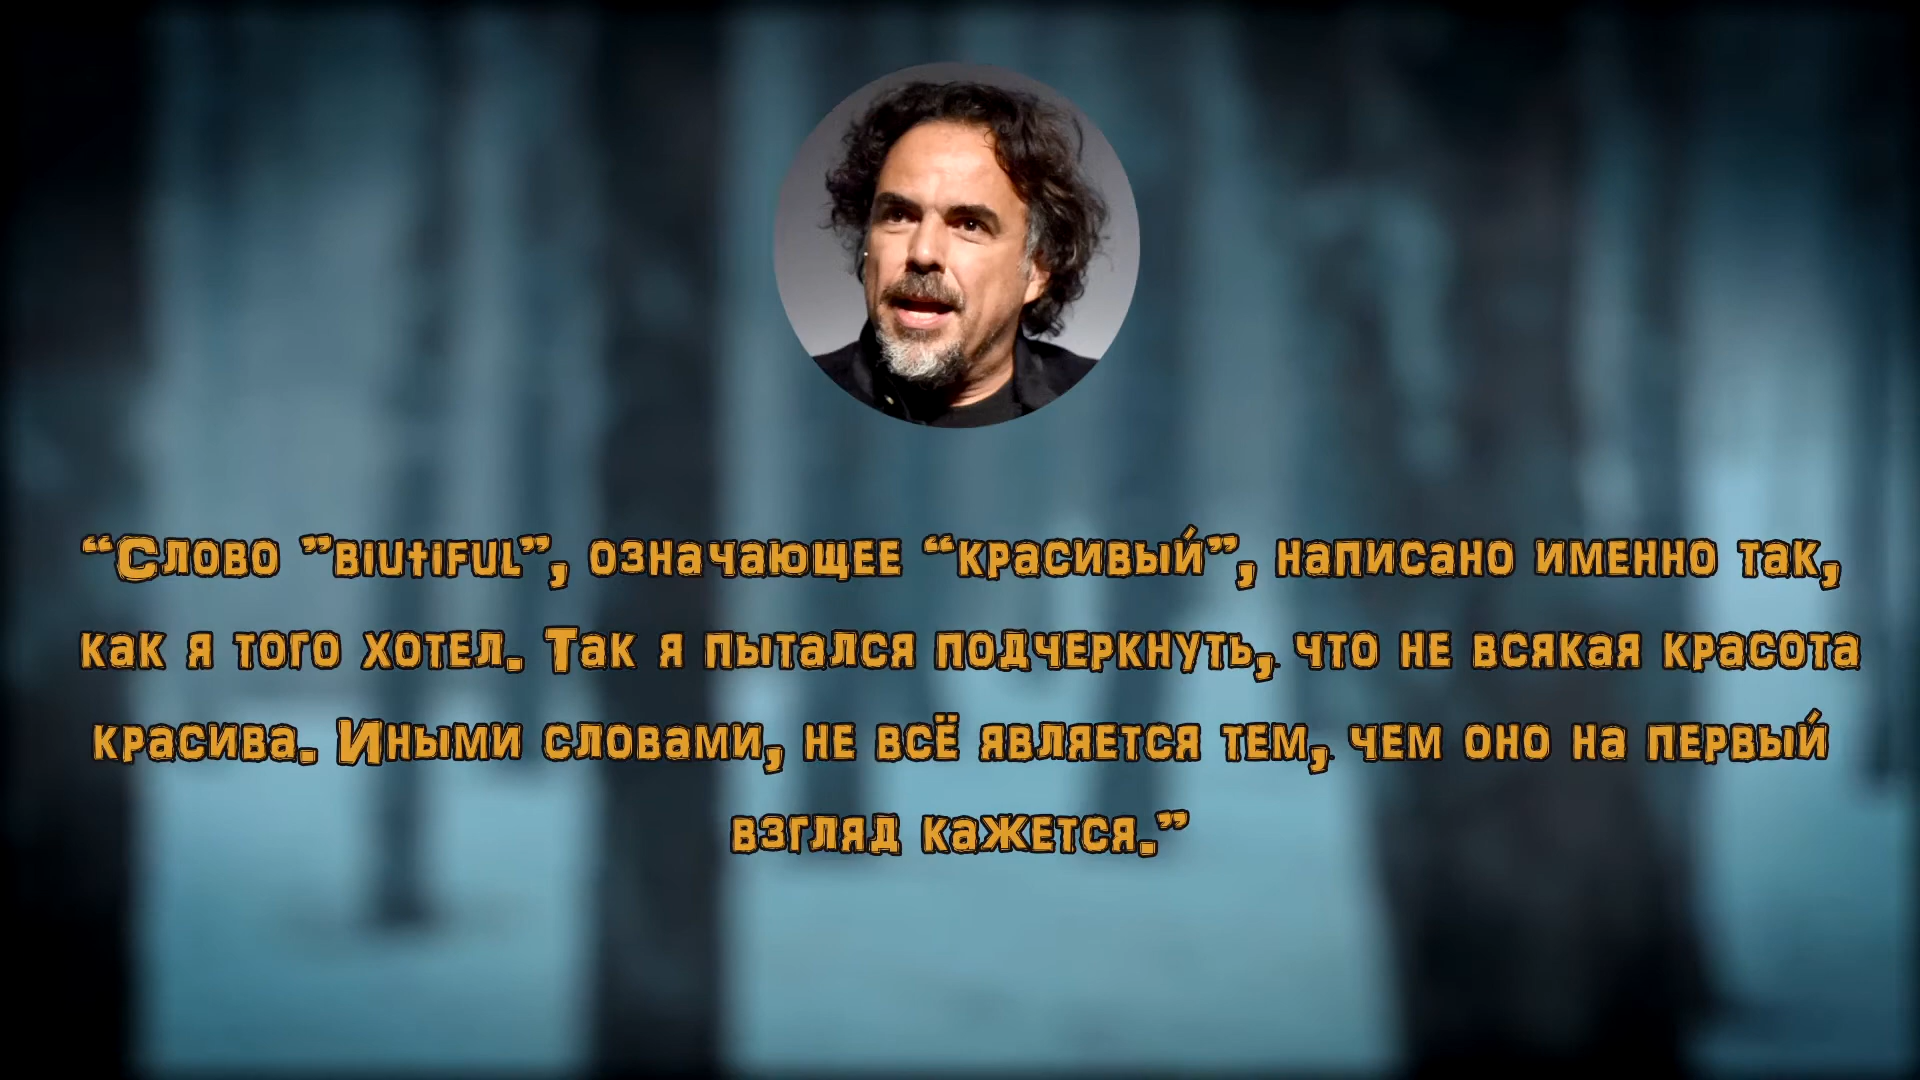 “Слово ”biutiful”, означающее “красивый”, написано именно так,
как я того хотел. Так я пытался подчеркнуть, что не всякая красота
красива. Иными словами, не всё является тем, чем оно на первый
взгляд кажется.”